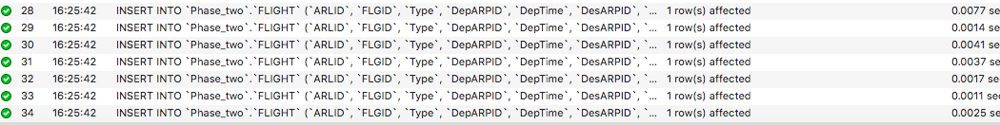 28 16:25:42 INSERT INTO `Phase_two`.`FLIGHT` (`ARLID`, `FLGID`, `Type`, `DepARPID`, `DepTime`, `DesARPID`, `... 1 row(s) affected 0.0077 se
29 16:25:42 INSERT INTO `Phase_two`.`FLIGHT` (`ARLID`, `FLGID`, `Type`, `DepARPID`, `DepTime`, `DesARPID`, `... 1 row(s) affected 0.0014 se
30 16:25:42 INSERT INTO `Phase_two`.`FLIGHT` (`ARLID`, `FLGID`, `Type`, `DepARPID`, `DepTime`, `DesARPID`, `... 1 row(s) affected 0.0041 se
31 16:25:42 INSERT INTO `Phase_two`.`FLIGHT` (`ARLID`, `FLGID`, `Type`, `DepARPID`, `DepTime`, `DesARPID`, `... 1 row(s) affected 0.0037 se
32 16:25:42 INSERT INTO `Phase_two`.`FLIGHT` (`ARLID`, `FLGID`, `Type`, `DepARPID`, `DepTime`, `DesARPID`, `... 1 row(s) affected 0.0017 se
33 16:25:42 INSERT INTO `Phase_two`.`FLIGHT` (`ARLID`, `FLGID`, `Type`, `DepARPID`, `DepTime`, `DesARPID`, `... 1 row(s) affected 0.0011 se
34 16:25:42 INSERT INTO `Phase_two`.`FLIGHT` (`ARLID`, `FLGID`, `Type`, `DepARPID`, `DepTime`, `DesARPID`, `... 1 row(s) affected 0.0025 se